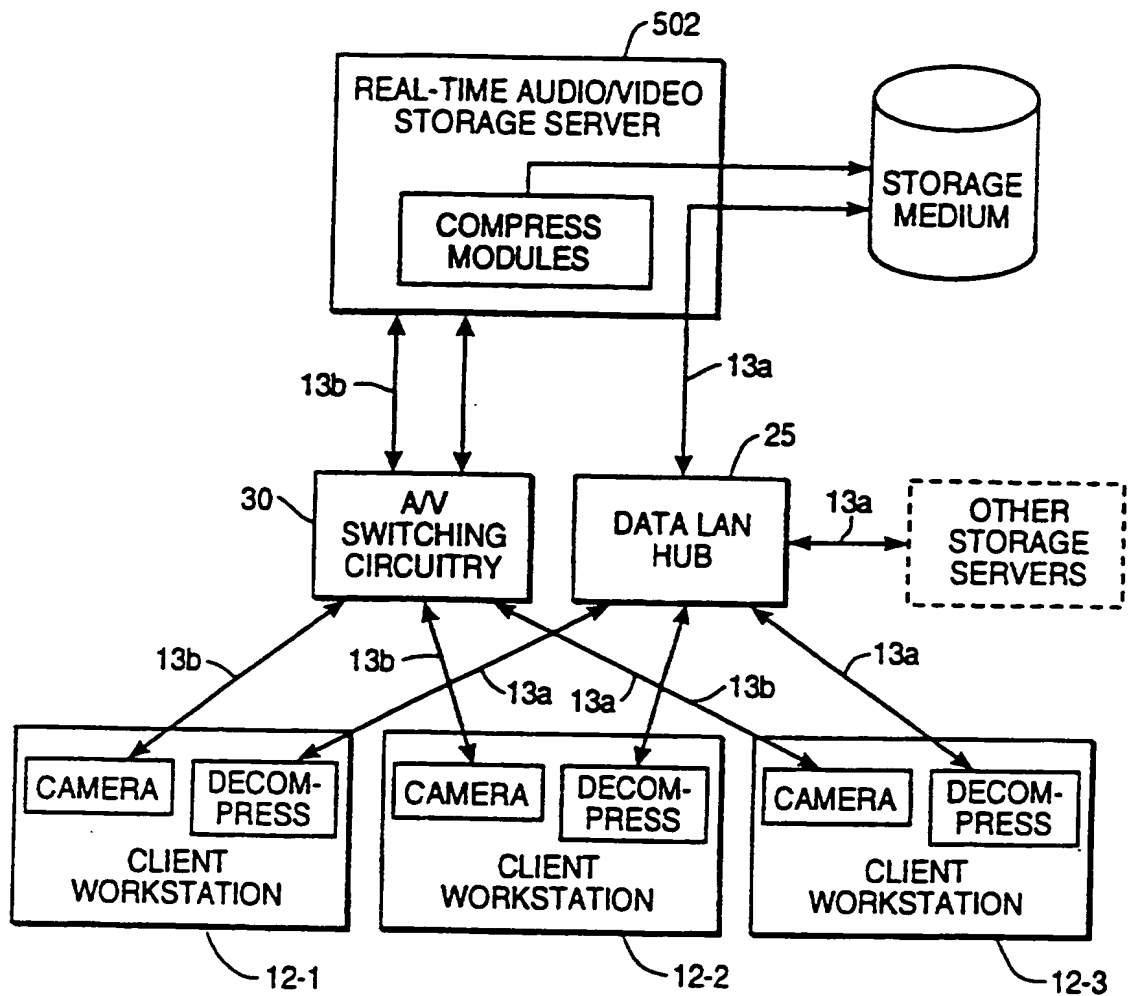 502
REAL-TIME AUDIO/VIDEO
STORAGE SERVER
COMPRESS
MODULES
STORAGE
MEDIUM
13b
13a
25
30
A/V
SWITCHING
CIRCUITRY
DATA LAN
HUB
13a
OTHER
STORAGE
SERVERS
13b
13b
13a
13a
13b
13a
CAMERA
DECOM-
PRESS
CLIENT
WORKSTATION
CAMERA
DECOM-
PRESS
CLIENT
WORKSTATION
CAMERA
DECOM-
PRESS
CLIENT
WORKSTATION
12-1
12-2
12-3